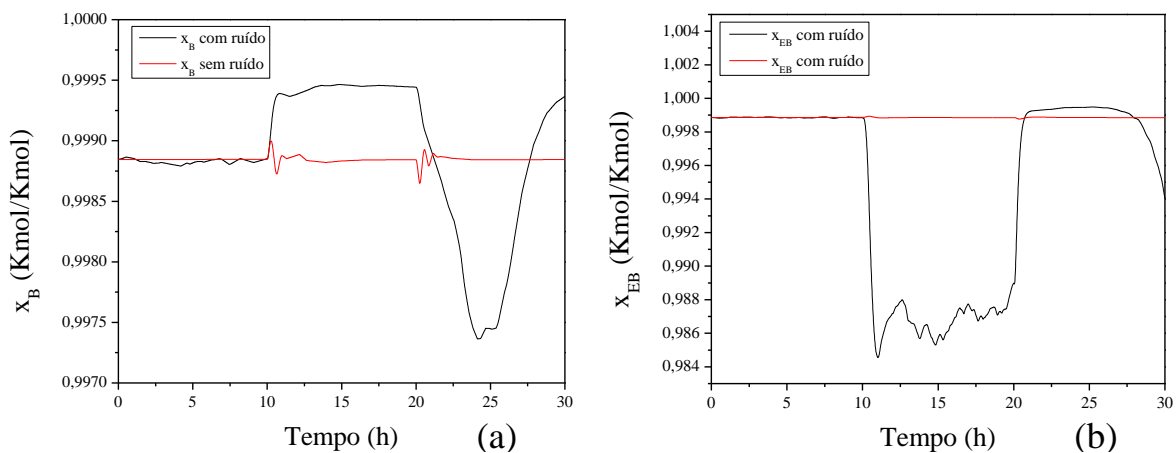 x_B com ruído
x_B sem ruído
1,0000
0,9995
0,9990
0,9985
0,9980
0,9975
0,9970
0 5 10 15 20 25 30
x_B (Kmol/Kmol)
Tempo (h)
(a)
x_EB com ruído
x_EB com ruído
1,004
1,002
1,000
0,998
0,996
0,994
0,992
0,990
0,988
0,986
0,984
0 5 10 15 20 25 30
x_EB (Kmol/Kmol)
Tempo (h)
(b)